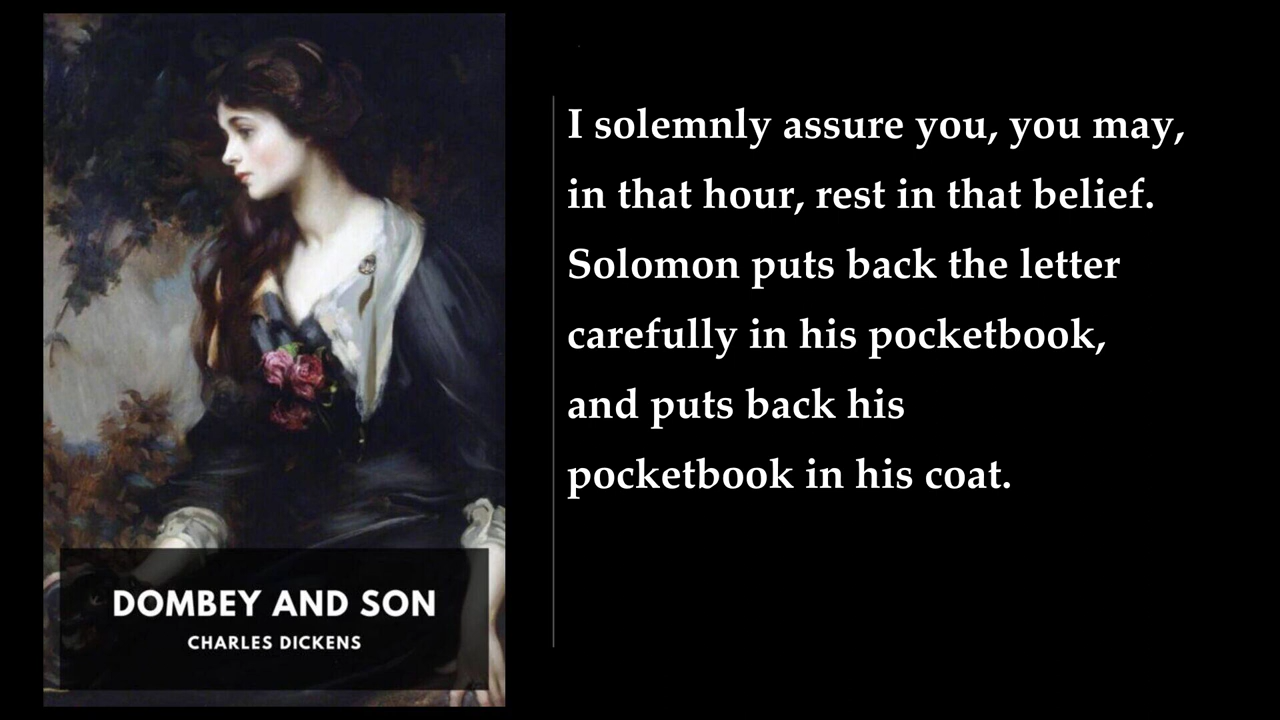 I solemnly assure you, you may,
in that hour, rest in that belief.
Solomon puts back the letter
carefully in his pocketbook,
and puts back his
pocketbook in his coat.
DOMBEY AND SON
CHARLES DICKENS